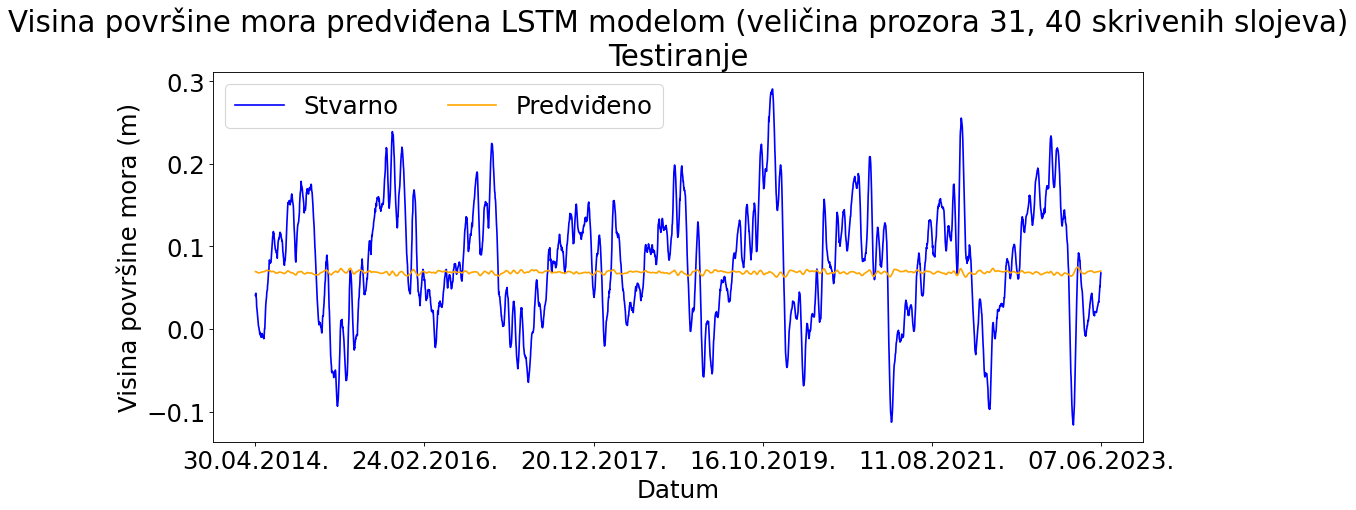 Visina površine mora predviđena LSTM modelom (veličina prozora 31, 40 skrivenih slojeva)
Testiranje
Stvarno Predviđeno
Visina površine mora (m)
0.3
0.2
0.1
0.0
−0.1
30.04.2014. 24.02.2016. 20.12.2017. 16.10.2019. 11.08.2021. 07.06.2023.
Datum